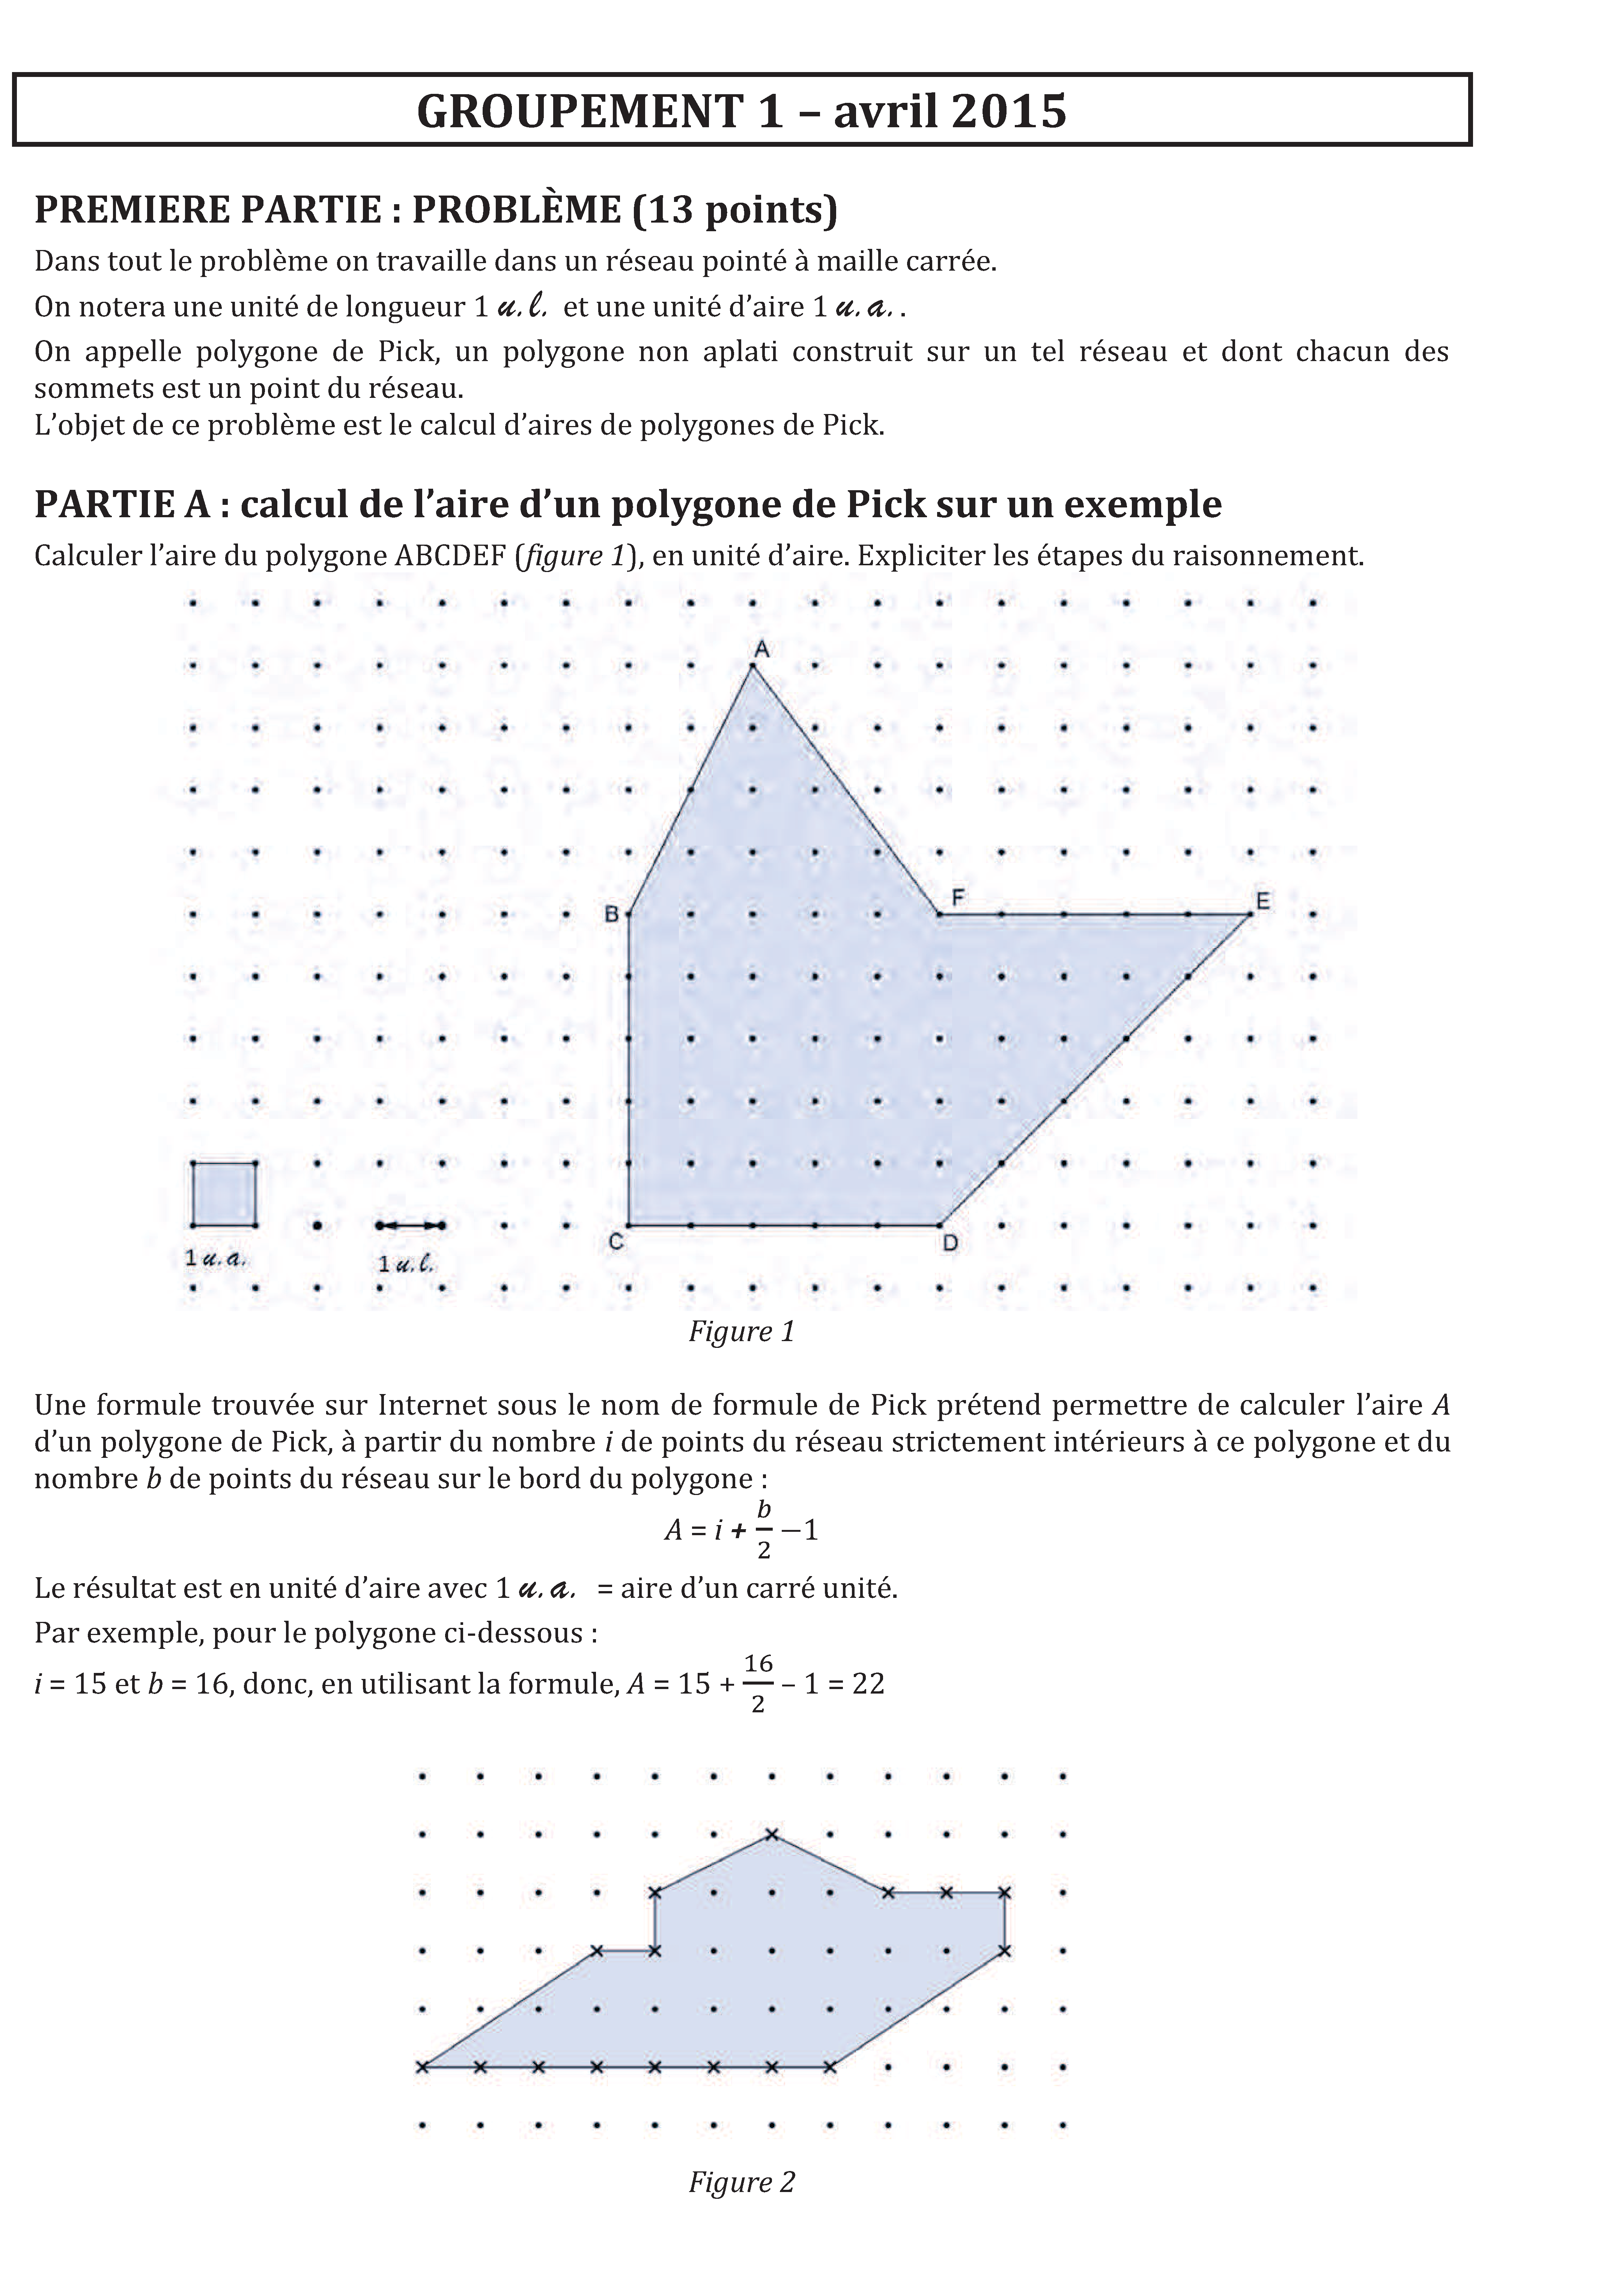 GROUPEMENT 1 – avril 2015
PREMIERE PARTIE : PROBLÈME (13 points)
Dans tout le problème on travaille dans un réseau pointé à maille carrée.
On notera une unité de longueur 1 u.l. et une unité d’aire 1 u.a. .
On appelle polygone de Pick, un polygone non aplati construit sur un tel réseau et dont chacun des
sommets est un point du réseau.
L’objet de ce problème est le calcul d’aires de polygones de Pick.
PARTIE A : calcul de l’aire d’un polygone de Pick sur un exemple
Calculer l’aire du polygone ABCDEF (figure 1), en unité d’aire. Expliciter les étapes du raisonnement.
A
B
F
E
C
D
1 u.a.
1 u.l.
Figure 1
Une formule trouvée sur Internet sous le nom de formule de Pick prétend permettre de calculer l’aire A
d’un polygone de Pick, à partir du nombre i de points du réseau strictement intérieurs à ce polygone et du
nombre b de points du réseau sur le bord du polygone :
A = i + b/2 −1
Le résultat est en unité d’aire avec 1 u.a. = aire d’un carré unité.
Par exemple, pour le polygone ci-dessous :
i = 15 et b = 16, donc, en utilisant la formule, A = 15 + 16/2 – 1 = 22
Figure 2